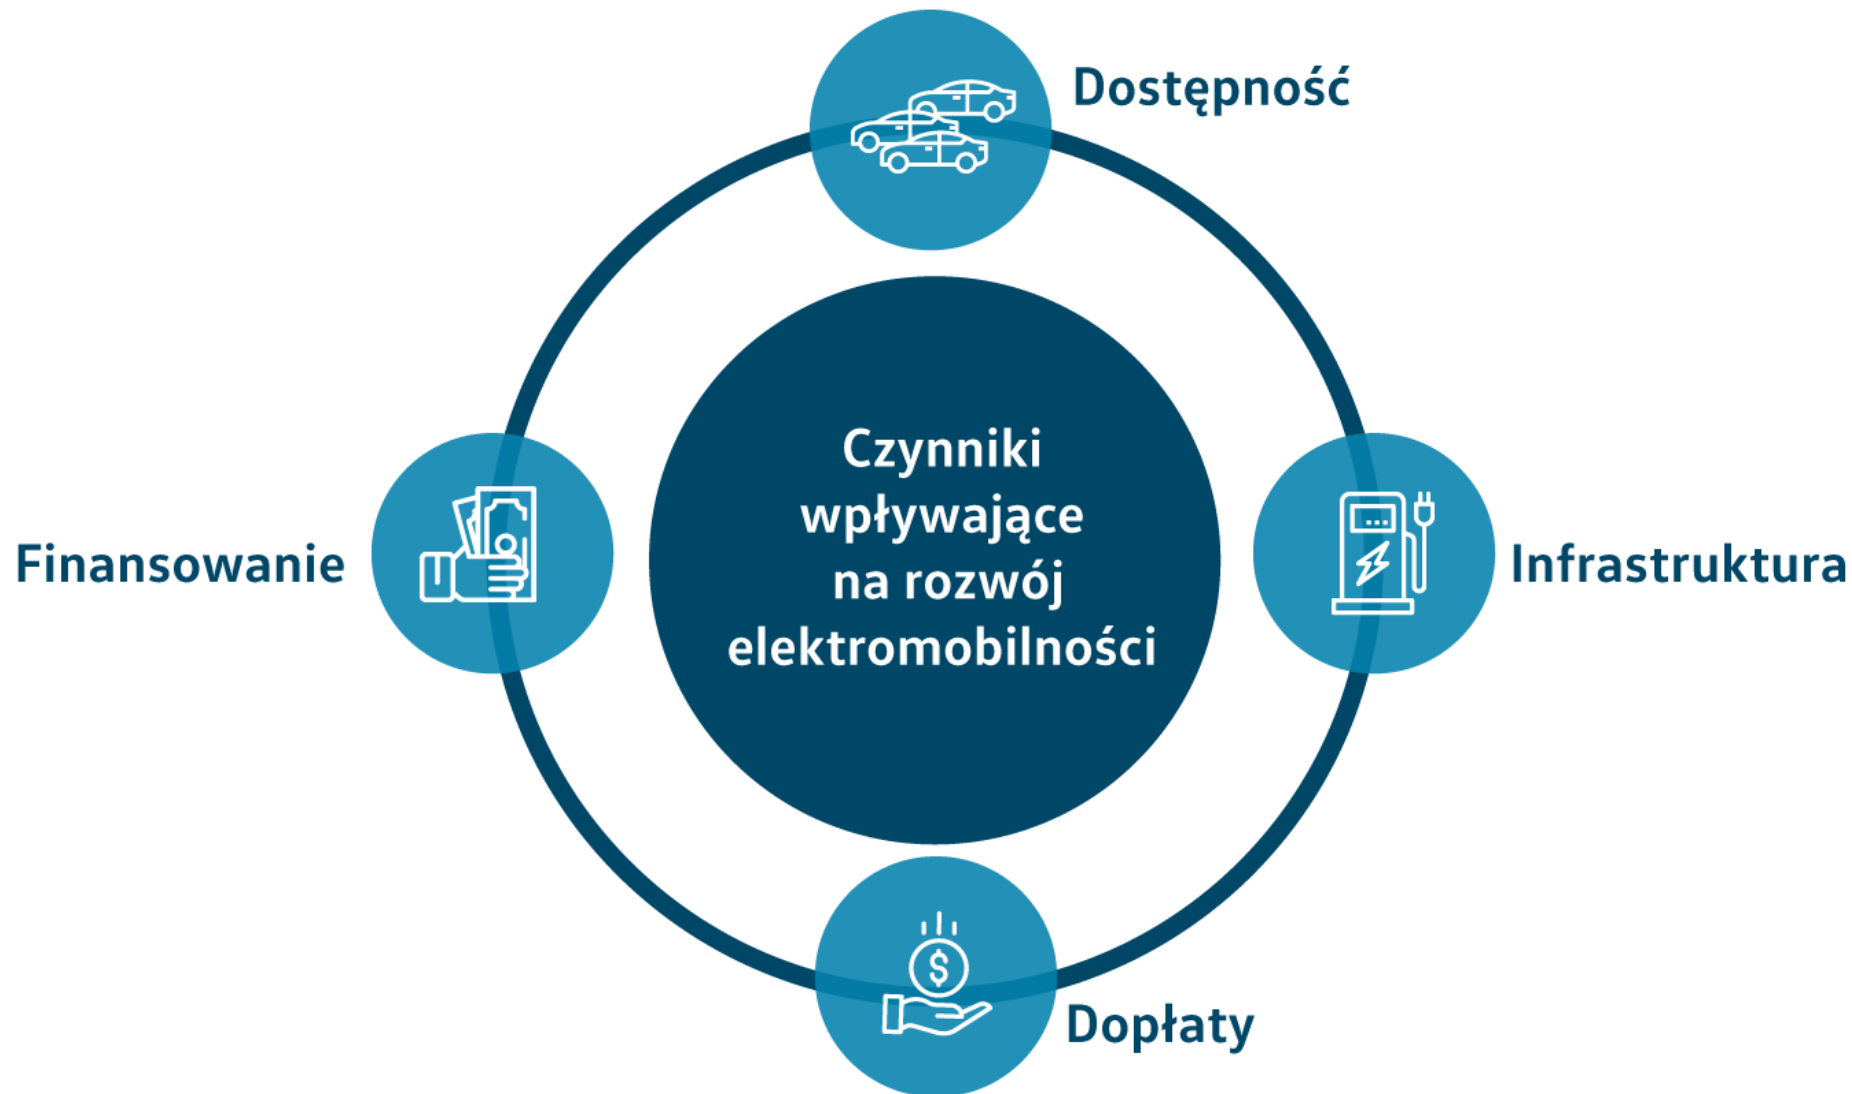 Dostępność
Czynniki
wpływające
na rozwój
elektromobilności
Finansowanie
Infrastruktura
$
Dopłaty